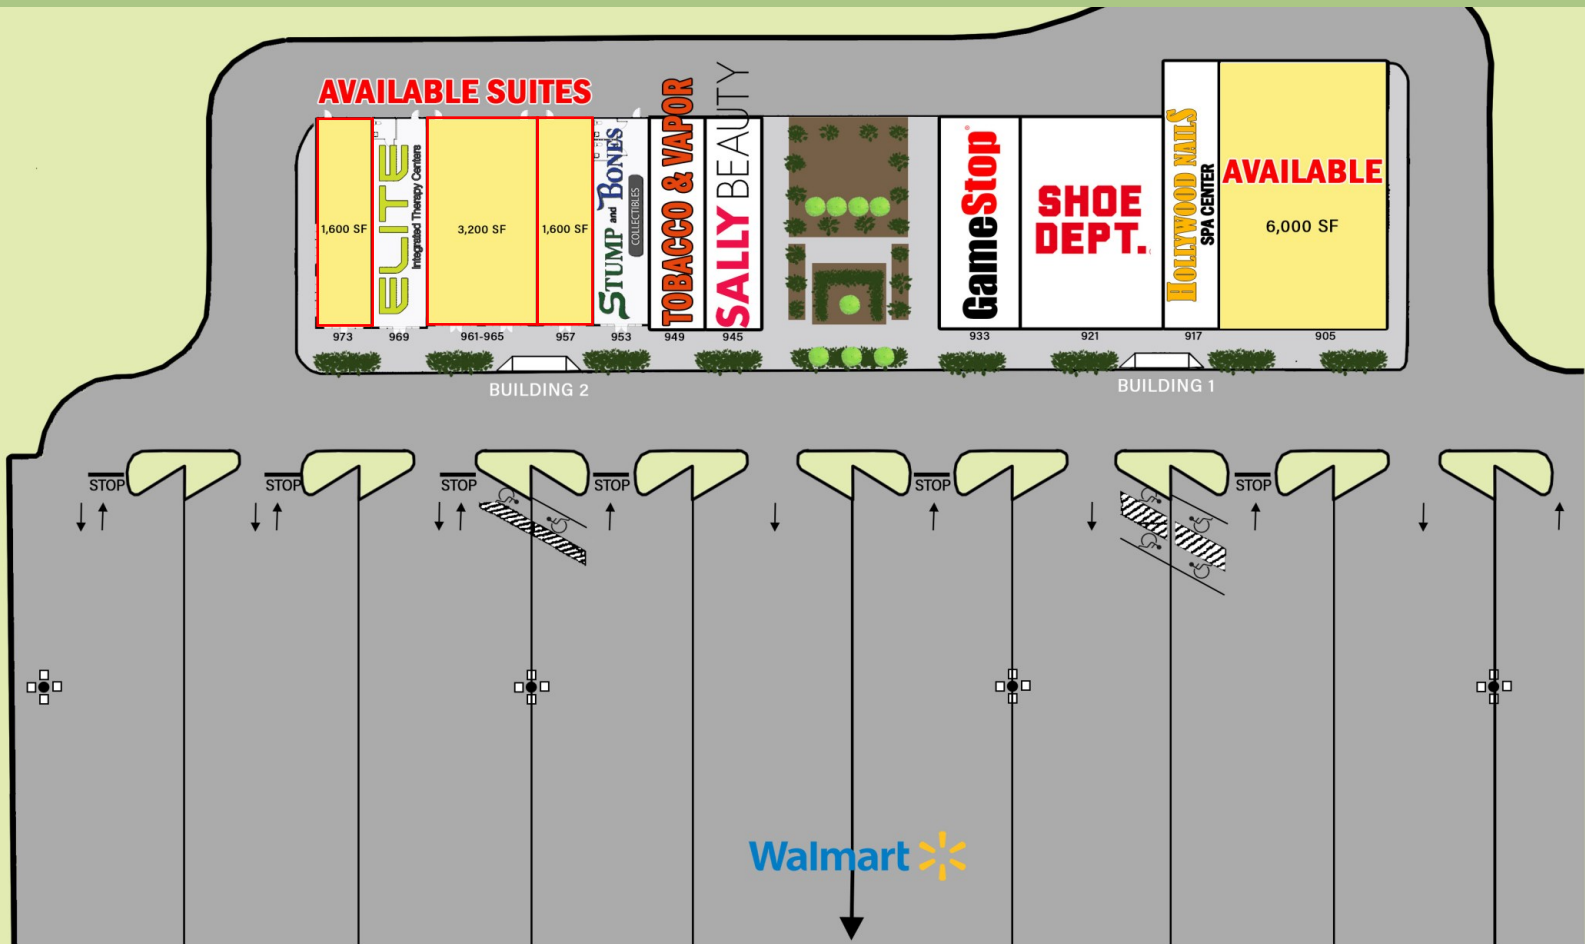 AVAILABLE SUITES
1,600 SF
ELITE
Integrated Therapy Centers
3,200 SF
1,600 SF
STUMP and BONES
COLLECTIBLES
TOBACCO & VAPOR
SALLY BEAUTY
GameStop
SHOE
DEPT.
HOLLYWOOD NAILS
SPA CENTER
AVAILABLE
6,000 SF
973
969
961-965
957
953
949
945
933
921
917
905
BUILDING 2
BUILDING 1
STOP
STOP
STOP
STOP
STOP
STOP
Walmart